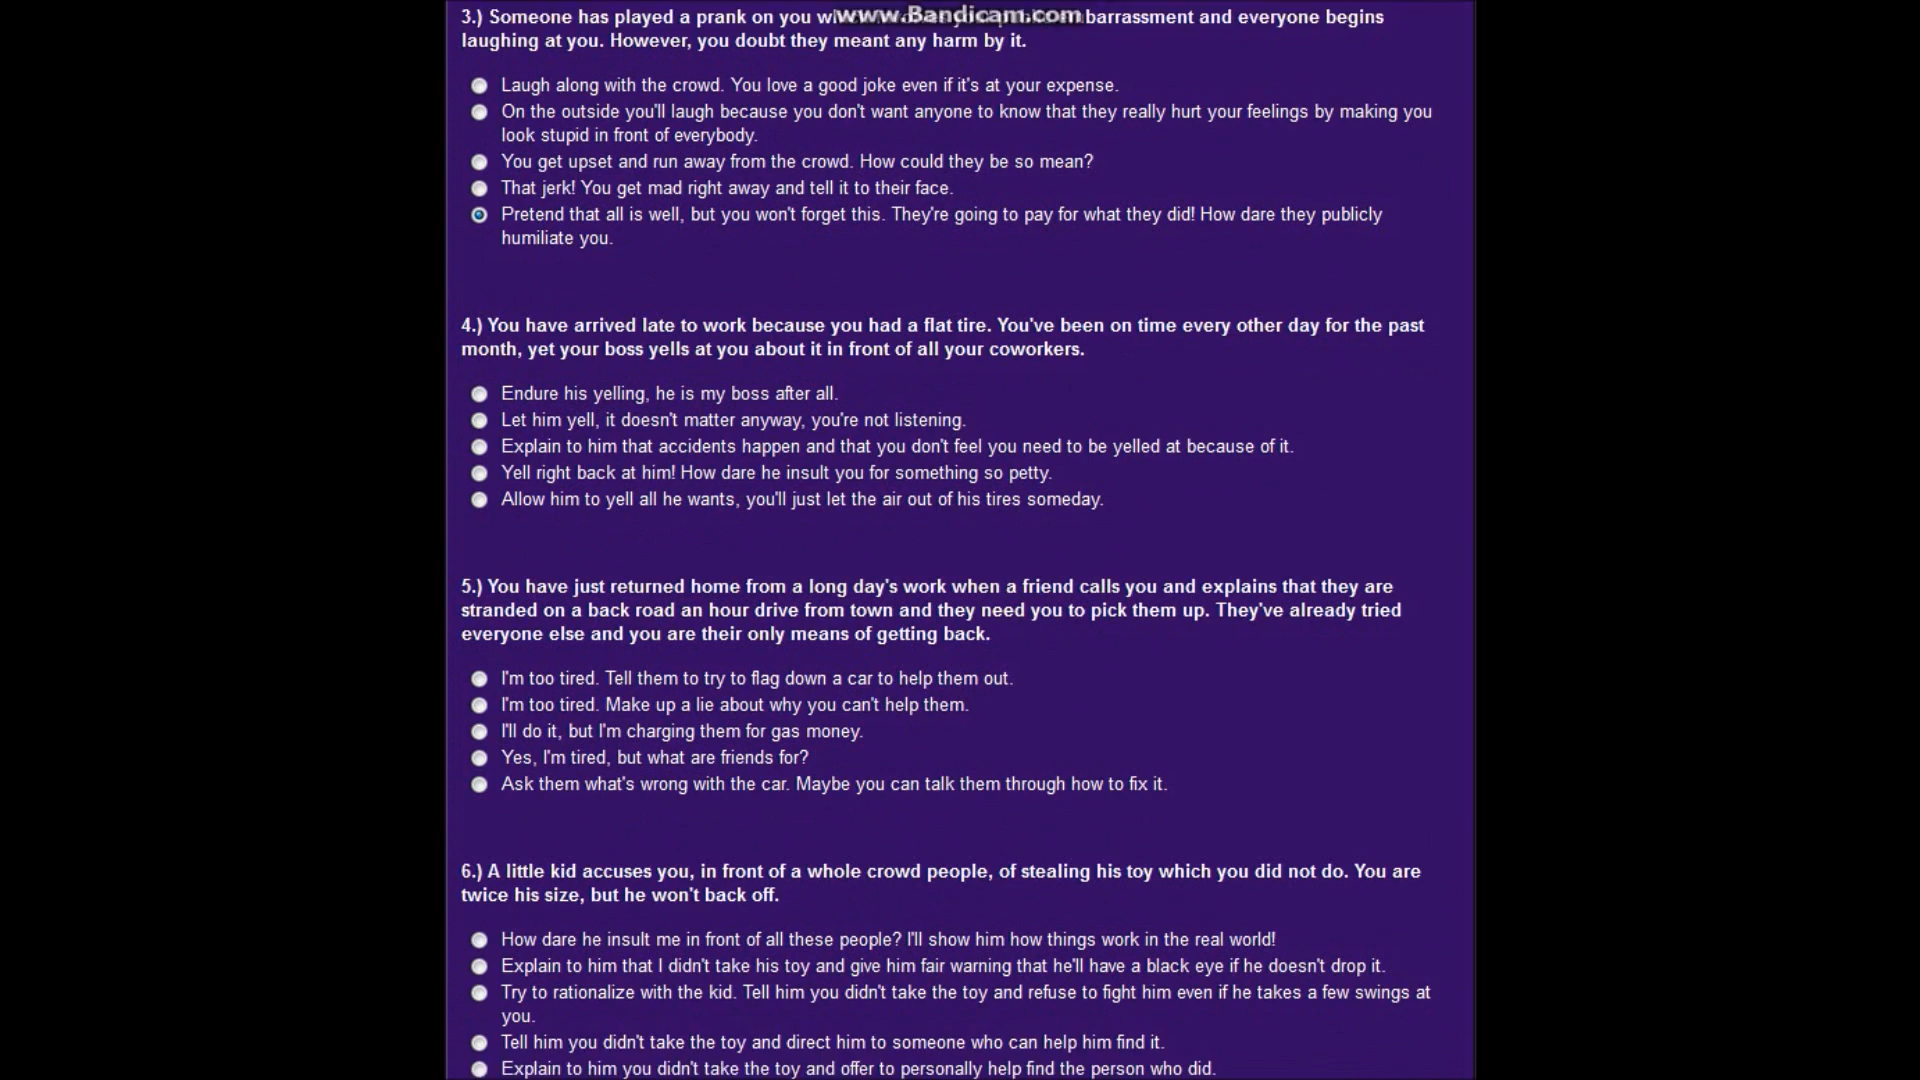 3.) Someone has played a prank on you barrassment and everyone begins
www.Bandicam.com
laughing at you. However, you doubt they meant any harm by it.
Laugh along with the crowd. You love a good joke even if it's at your expense.
On the outside you'll laugh because you don't want anyone to know that they really hurt your feelings by making you
look stupid in front of everybody.
You get upset and run away from the crowd. How could they be so mean?
That jerk! You get mad right away and tell it to their face.
Pretend that all is well, but you won't forget this. They're going to pay for what they did! How dare they publicly
humiliate you.
4.) You have arrived late to work because you had a flat tire. You've been on time every other day for the past
month, yet your boss yells at you about it in front of all your coworkers.
Endure his yelling, he is my boss after all.
Let him yell, it doesn't matter anyway, you're not listening.
Explain to him that accidents happen and that you don't feel you need to be yelled at because of it.
Yell right back at him! How dare he insult you for something so petty.
Allow him to yell all he wants, you'll just let the air out of his tires someday.
5.) You have just returned home from a long day's work when a friend calls you and explains that they are
stranded on a back road an hour drive from town and they need you to pick them up. They've already tried
everyone else and you are their only means of getting back.
I'm too tired. Tell them to try to flag down a car to help them out.
I'm too tired. Make up a lie about why you can't help them.
I'll do it, but I'm charging them for gas money.
Yes, I'm tired, but what are friends for?
Ask them what's wrong with the car. Maybe you can talk them through how to fix it.
6.) A little kid accuses you, in front of a whole crowd people, of stealing his toy which you did not do. You are
twice his size, but he won't back off.
How dare he insult me in front of all these people? I'll show him how things work in the real world!
Explain to him that I didn't take his toy and give him fair warning that he'll have a black eye if he doesn't drop it.
Try to rationalize with the kid. Tell him you didn't take the toy and refuse to fight him even if he takes a few swings at
you.
Tell him you didn't take the toy and direct him to someone who can help him find it.
Explain to him you didn't take the toy and offer to personally help find the person who did.